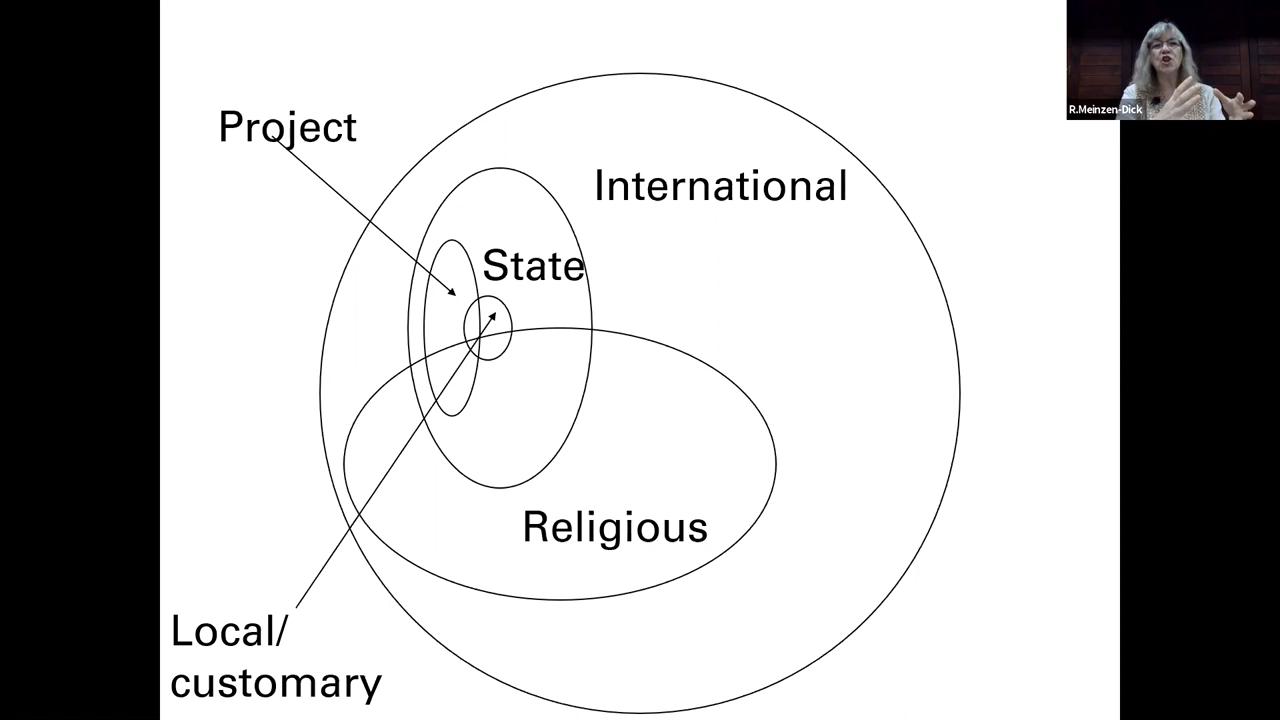 Project
International
State
Religious
Local/
customary
R.Meinzen-Dick